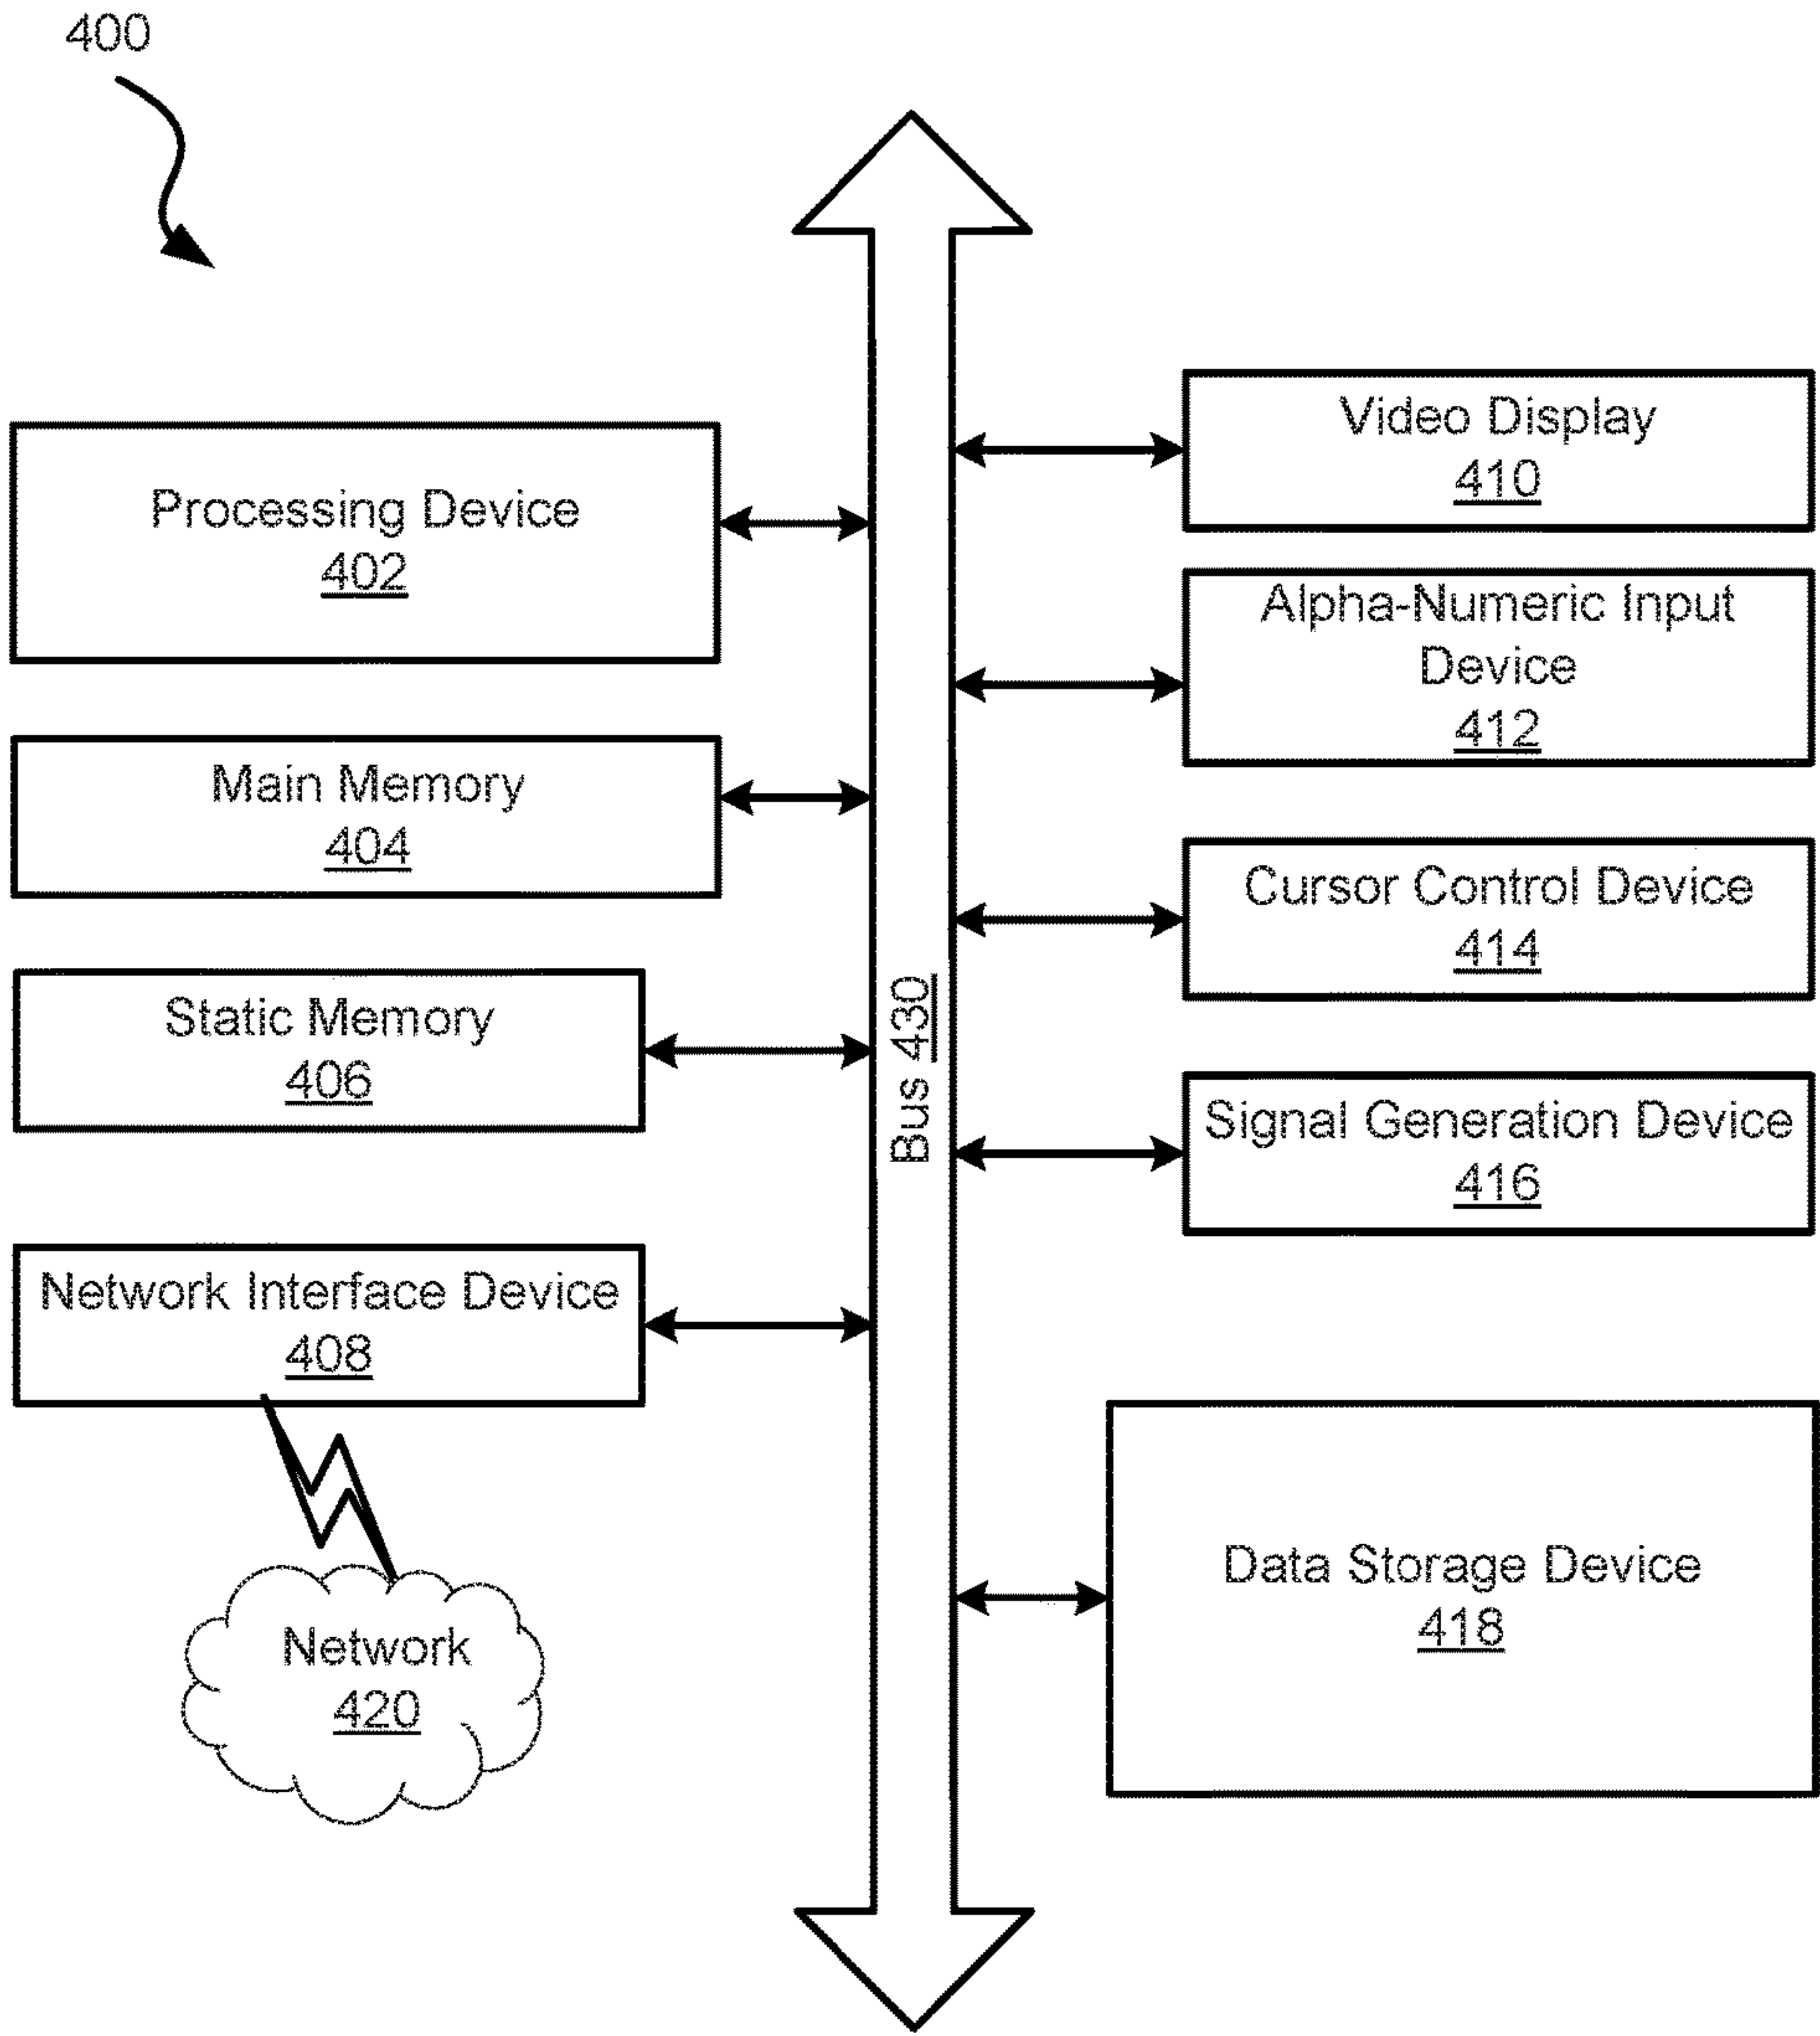 400
Processing Device
402
Main Memory
404
Static Memory
406
Network Interface Device
408
Network
420
Bus 430
Video Display
410
Alpha-Numeric Input
Device
412
Cursor Control Device
414
Signal Generation Device
416
Data Storage Device
418